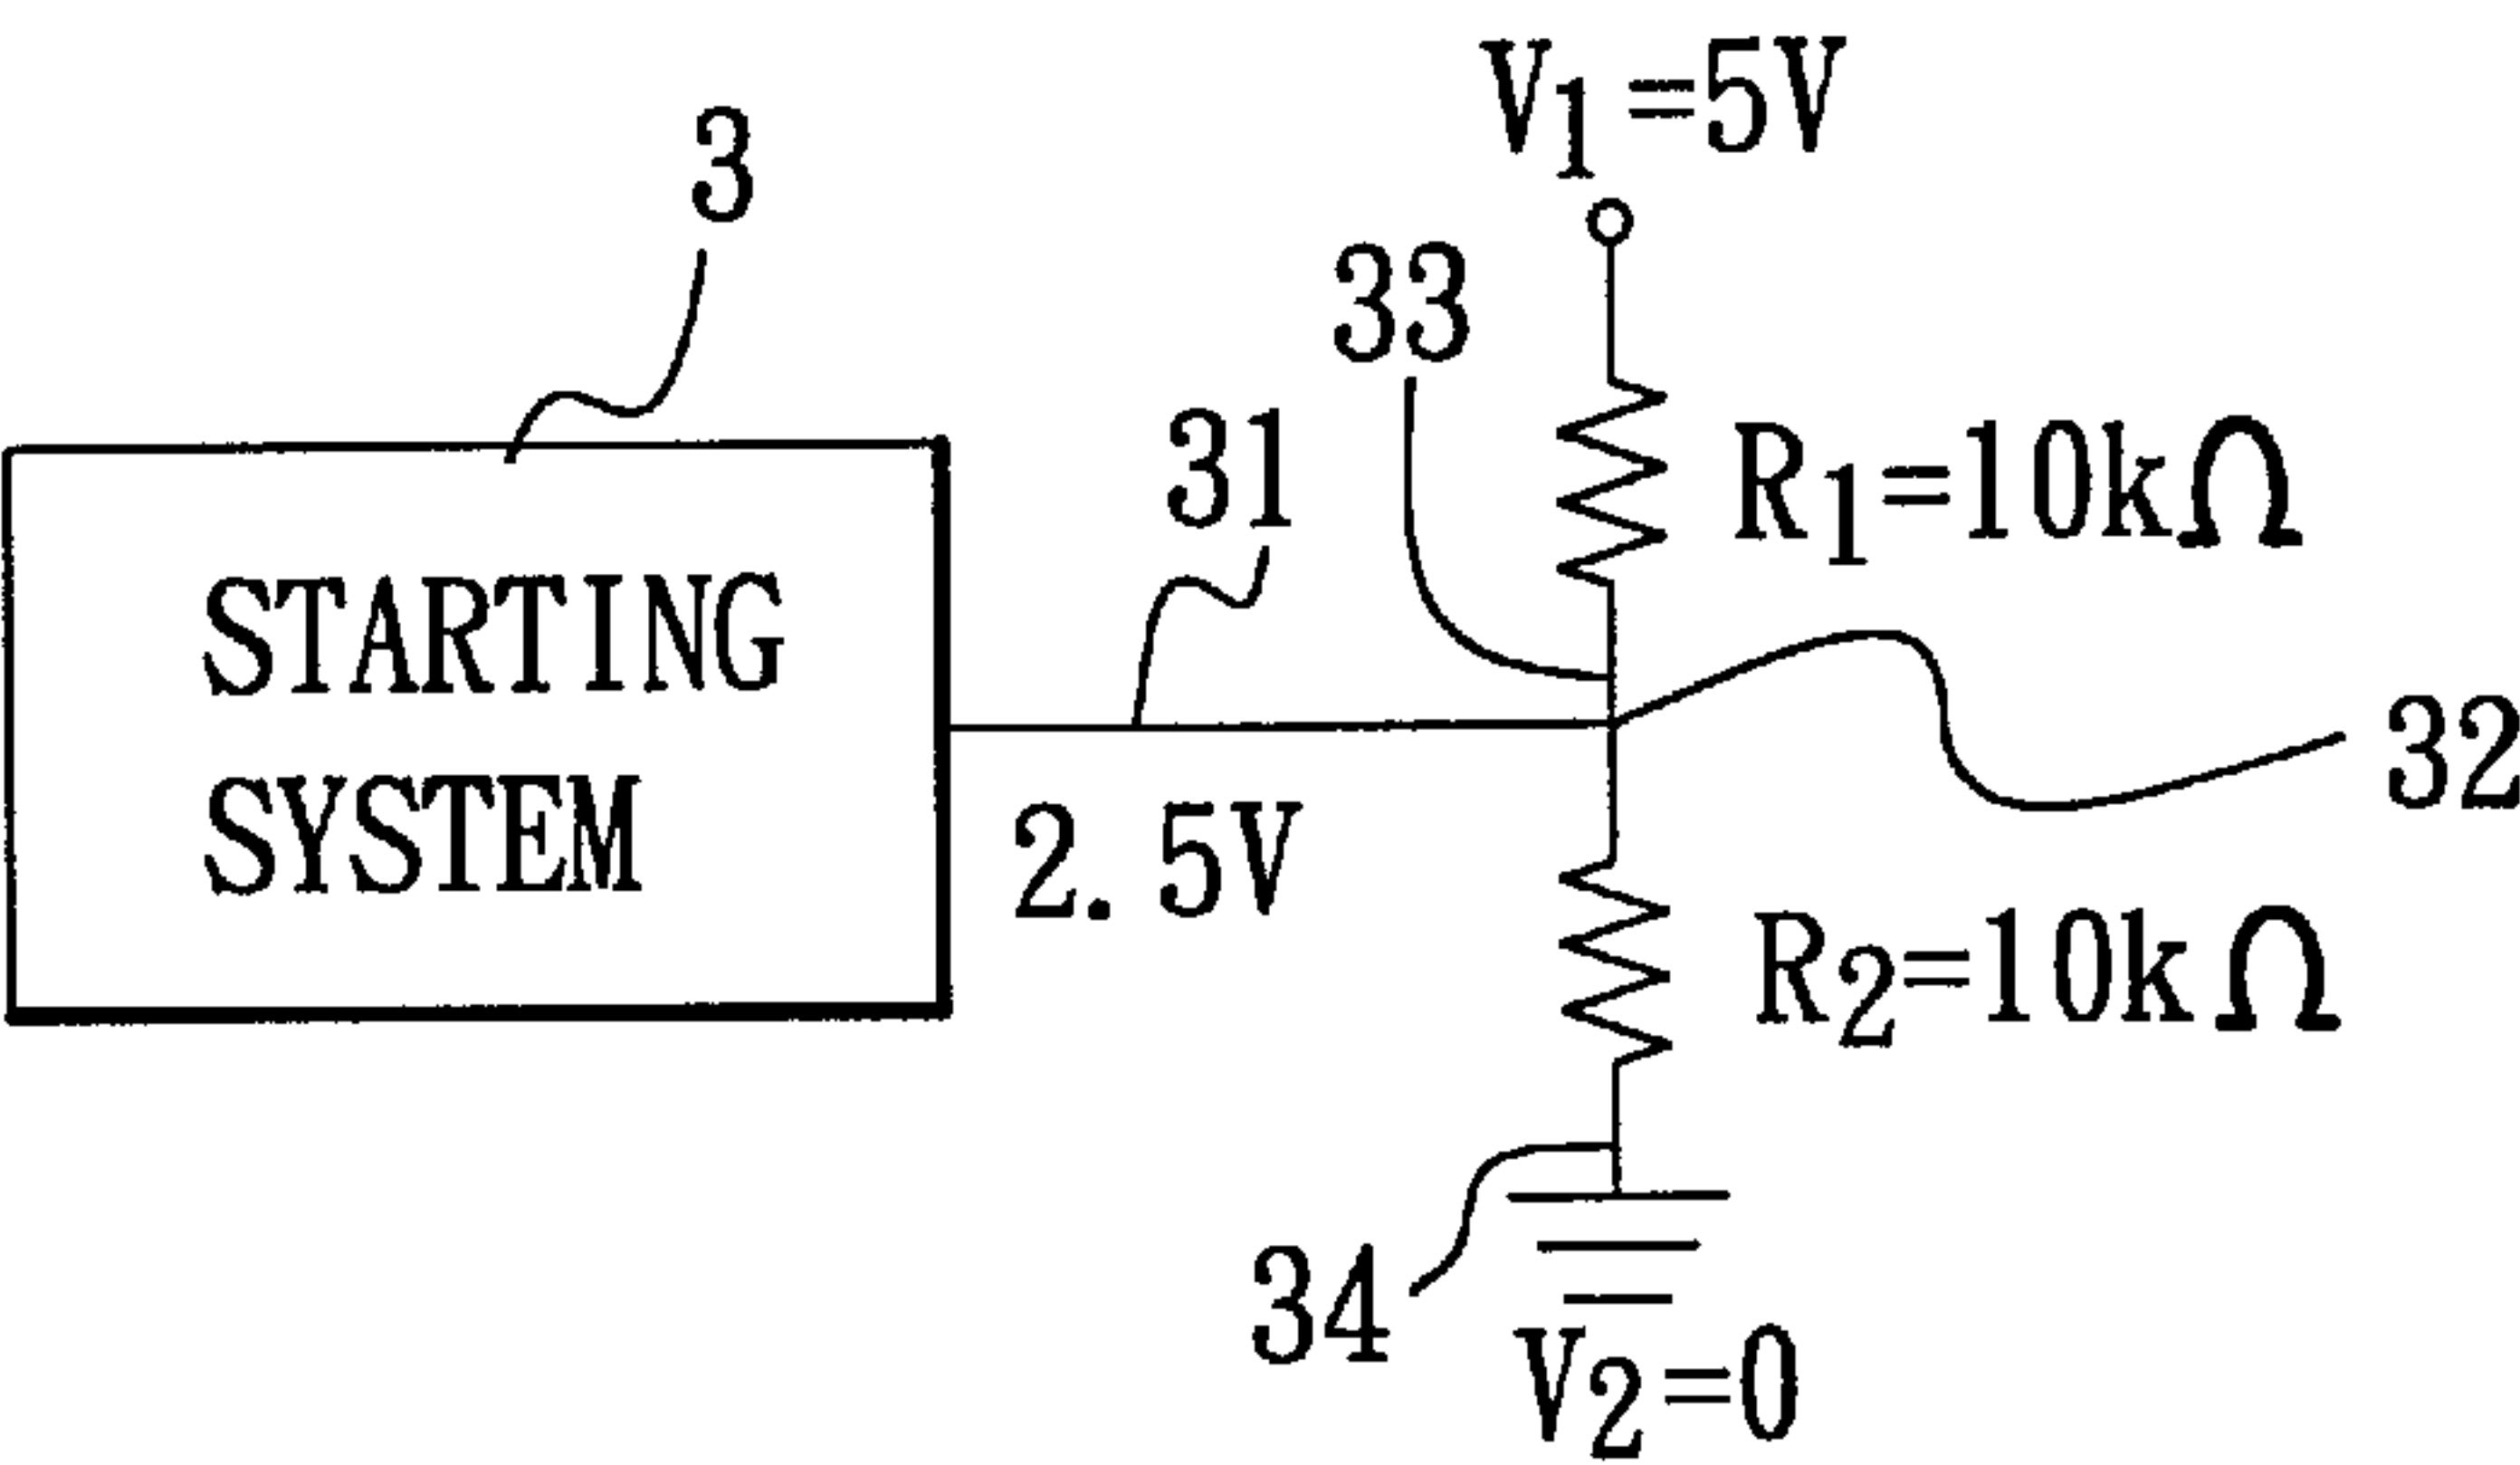 V1=5V
3
33
31
R1=10kΩ
STARTING
SYSTEM
32
2.5V
R2=10kΩ
34
V2=0